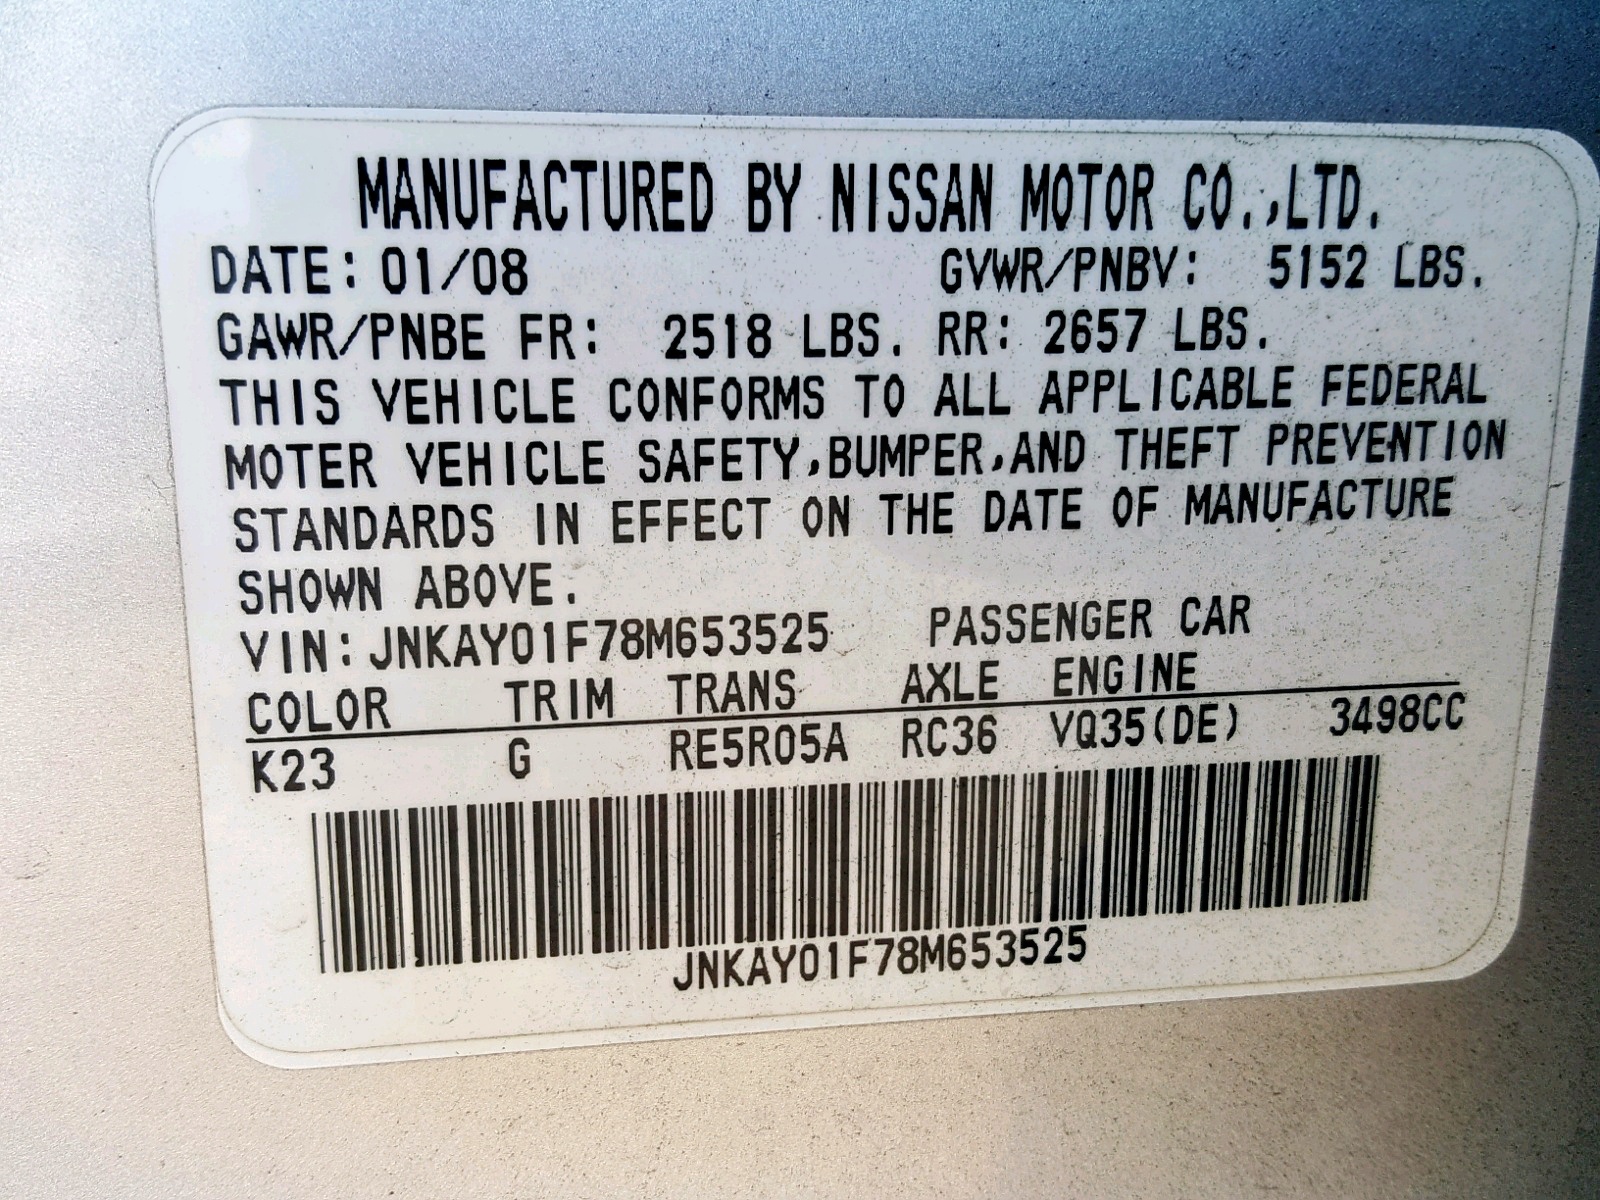 MANUFACTURED BY NISSAN MOTOR CO.,LTD.
DATE: 01/08 GVWR/PNBV: 5152 LBS.
GAWR/PNBE FR: 2518 LBS. RR: 2657 LBS.
THIS VEHICLE CONFORMS TO ALL APPLICABLE FEDERAL
MOTER VEHICLE SAFETY,BUMPER,AND THEFT PREVENTION
STANDARDS IN EFFECT ON THE DATE OF MANUFACTURE
SHOWN ABOVE.
VIN: JNKAY01F78M653525 PASSENGER CAR
COLOR TRIM TRANS AXLE ENGINE
K23 G RE5R05A RC36 VQ35(DE) 3498CC
JNKAY01F78M653525